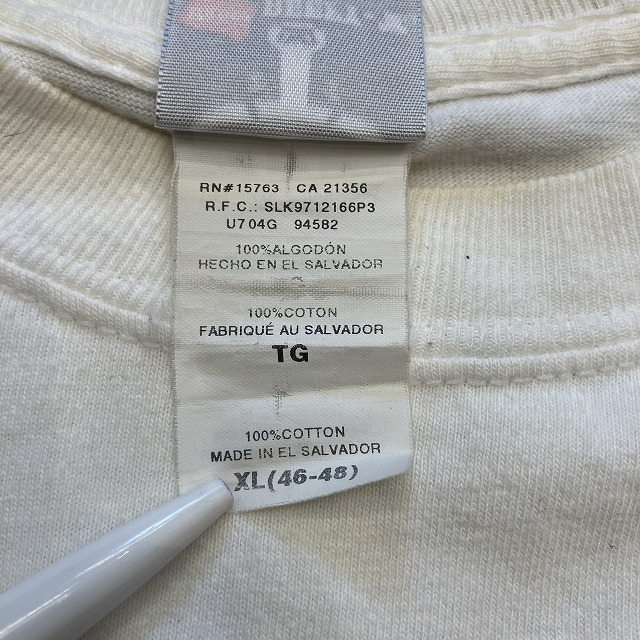 RN#15763 CA 21356
R.F.C.: SLK9712166P3
U704G 94582
100%ALGODÓN
HECHO EN EL SALVADOR
100%COTON
FABRIQUÉ AU SALVADOR
TG
100%COTTON
MADE IN EL SALVADOR
XL(46-48)